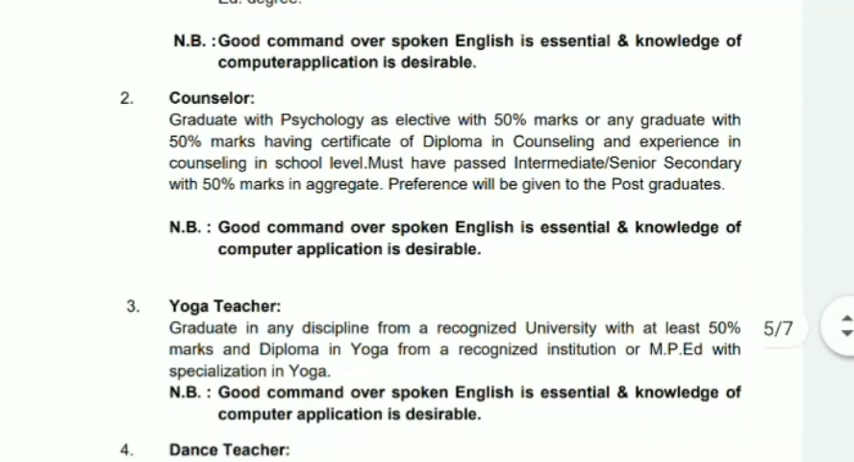 Ed. degree.
N.B. :Good command over spoken English is essential & knowledge of
computerapplication is desirable.
2. Counselor:
Graduate with Psychology as elective with 50% marks or any graduate with
50% marks having certificate of Diploma in Counseling and experience in
counseling in school level.Must have passed Intermediate/Senior Secondary
with 50% marks in aggregate. Preference will be given to the Post graduates.
N.B. : Good command over spoken English is essential & knowledge of
computer application is desirable.
3. Yoga Teacher:
Graduate in any discipline from a recognized University with at least 50%
5/7
marks and Diploma in Yoga from a recognized institution or M.P.Ed with
specialization in Yoga.
N.B. : Good command over spoken English is essential & knowledge of
computer application is desirable.
4. Dance Teacher: